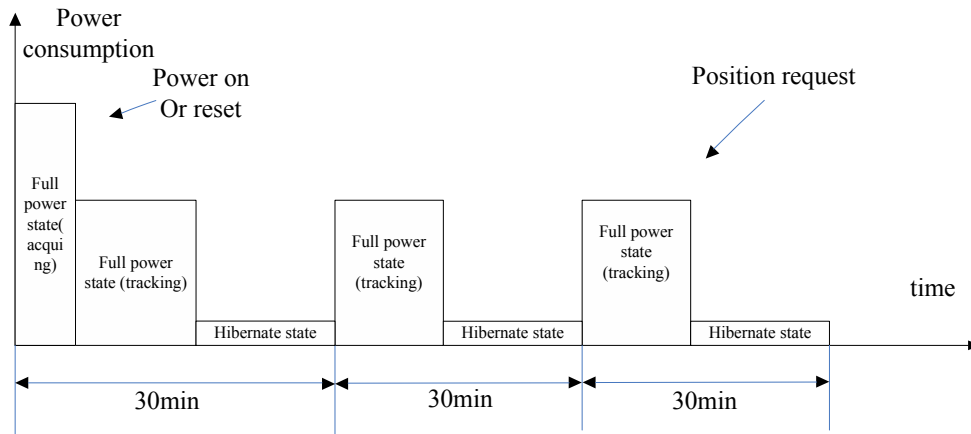 Power
consumption
Power on
Or reset
Position request
Full
power
state(
acqui
ng)
Full power
state (tracking)
Hibernate state
Full power
state
(tracking)
Hibernate state
Full power
state
(tracking)
Hibernate state
time
30min
30min
30min